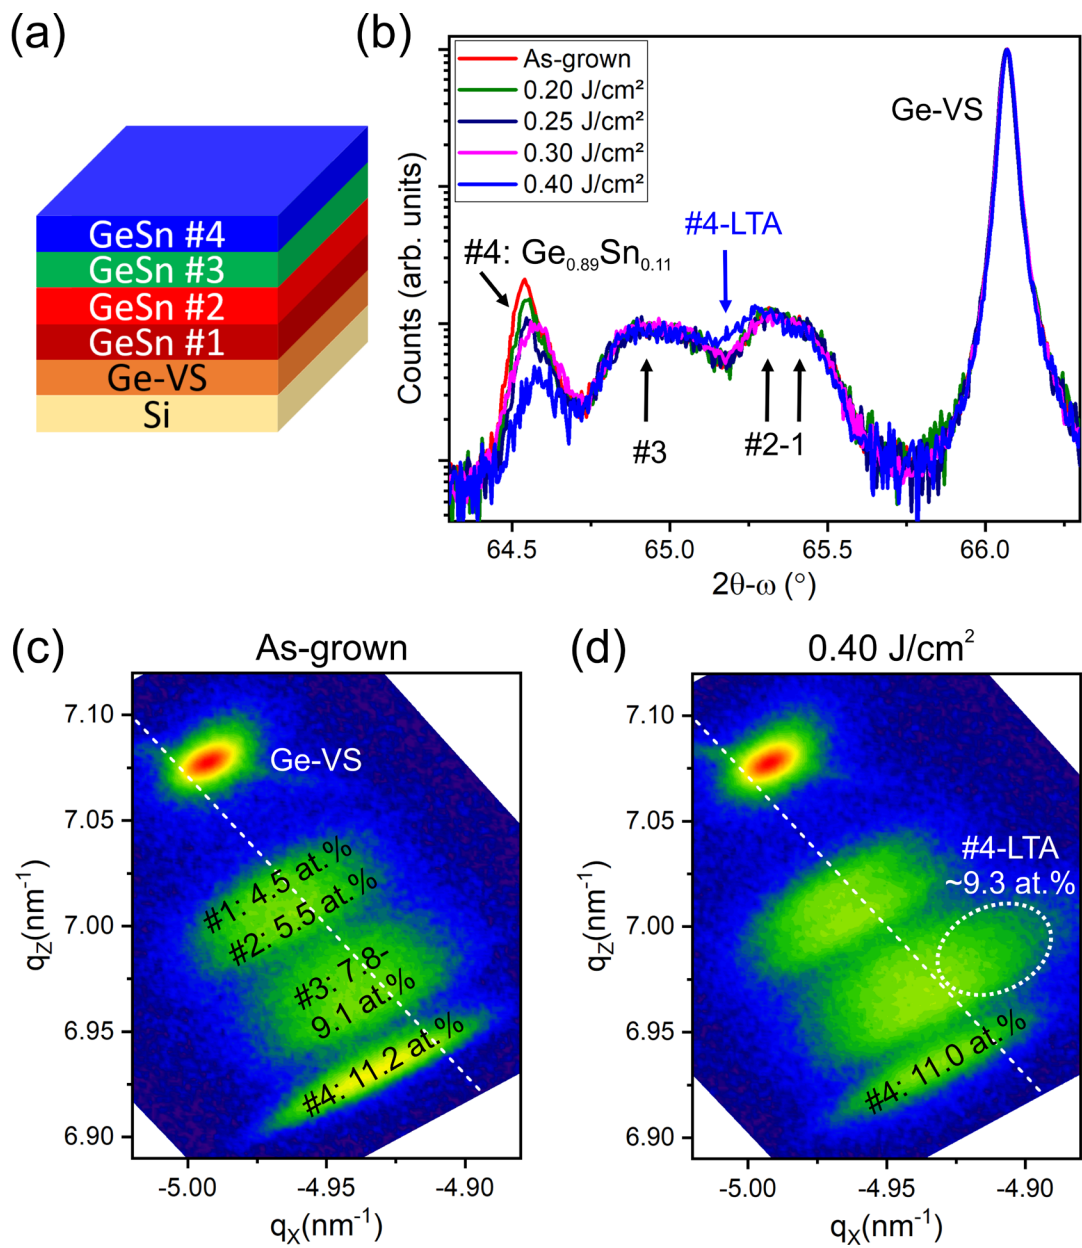 (a)
GeSn #4
GeSn #3
GeSn #2
GeSn #1
Ge-VS
Si
(b)
As-grown
0.20 J/cm²
0.25 J/cm²
0.30 J/cm²
0.40 J/cm²
Ge-VS
#4-LTA
#4: Ge0.89Sn0.11
#3
#2-1
Counts (arb. units)
64.5
65.0
65.5
66.0
2θ-ω (°)
(c)
As-grown
7.10
7.05
7.00
6.95
6.90
qZ(nm-1)
Ge-VS
#1: 4.5 at.%
#2: 5.5 at.%
#3: 7.8-
9.1 at.%
#4: 11.2 at.%
-5.00
-4.95
-4.90
qX(nm-1)
(d)
0.40 J/cm2
7.10
7.05
7.00
6.95
6.90
qZ(nm-1)
#4-LTA
~9.3 at.%
#4: 11.0 at.%
-5.00
-4.95
-4.90
qX(nm-1)